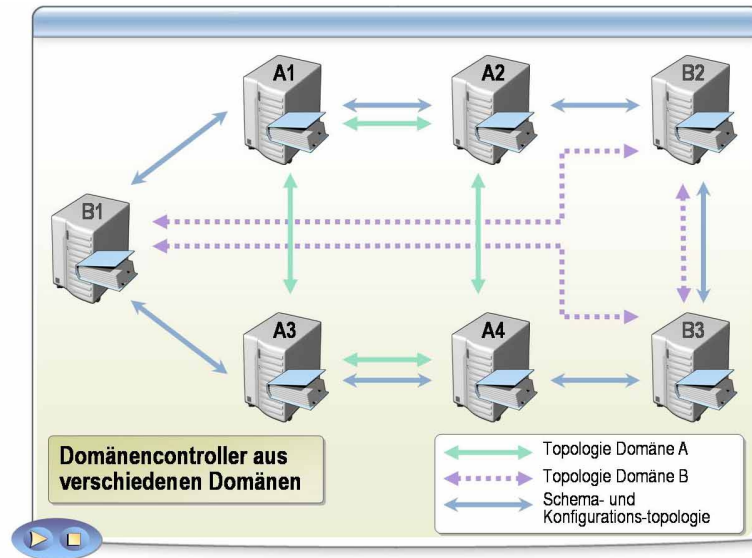 A1
A2
B2
B1
A3
A4
B3
Domänencontroller aus
verschiedenen Domänen
Topologie Domäne A
Topologie Domäne B
Schema- und
Konfigurations-topologie